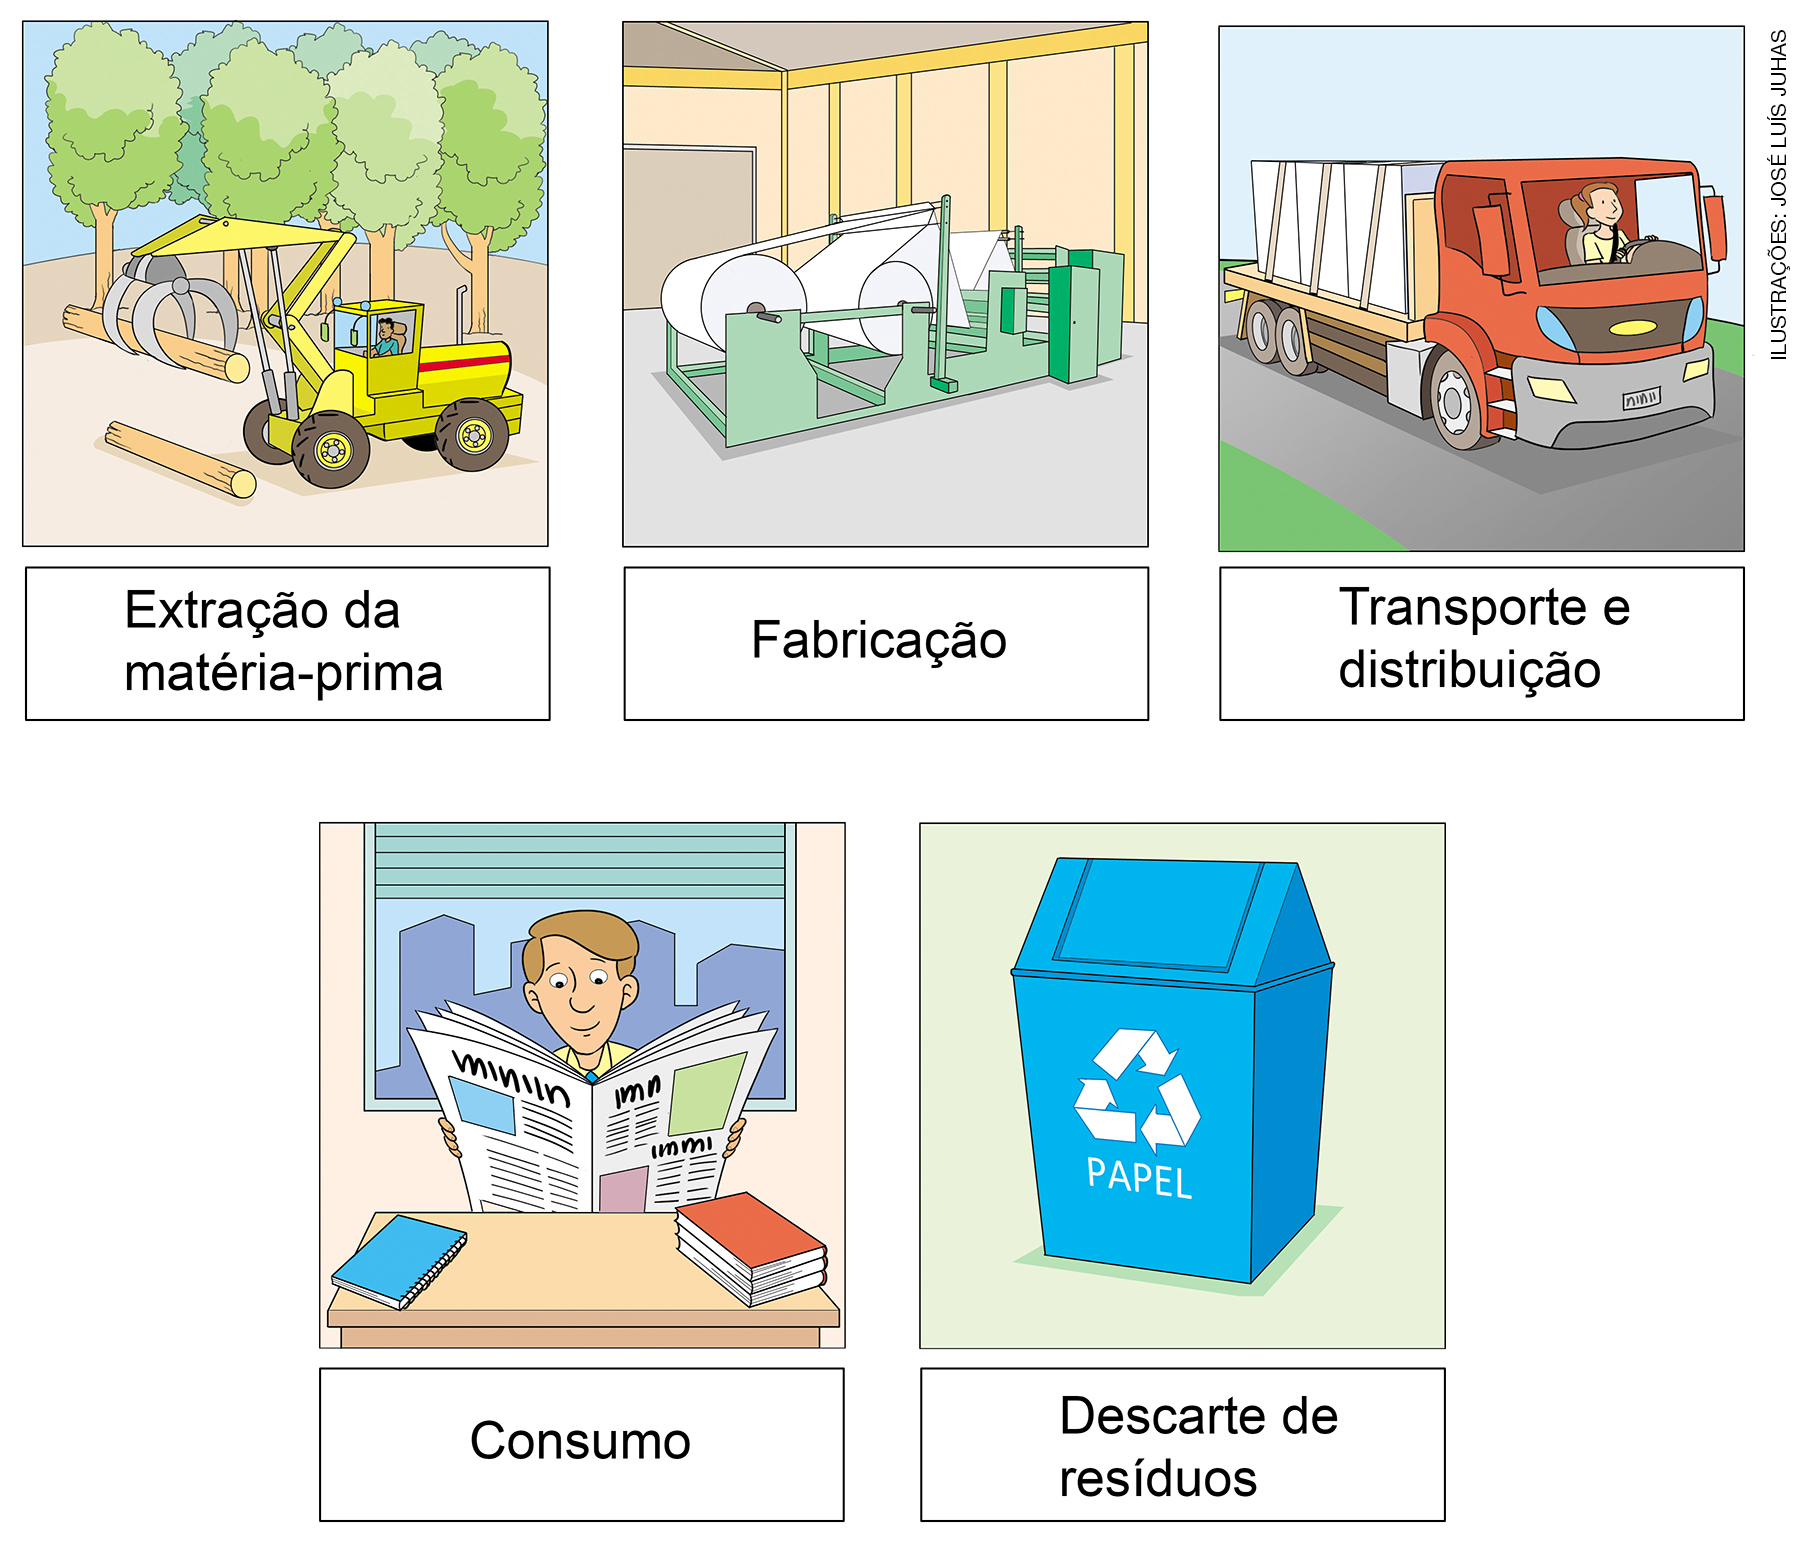 ILUSTRAÇÕES: JOSÉ LUÍS JUHAS
Extração da
matéria-prima
Fabricação
Transporte e
distribuição
PAPEL
Consumo
Descarte de
resíduos